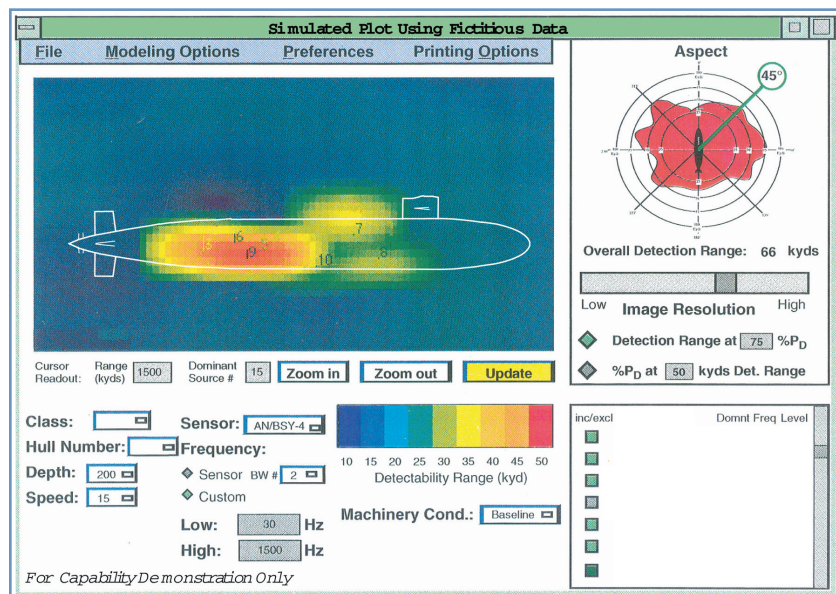 Simulated Plot Using Fictitious Data
File Modeling Options Preferences Printing Options
Aspect
45°
.7
16
.8
19
.10
Overall Detection Range: 66 kyds
Low Image Resolution High
Detection Range at 75 %PD
%PD at 50 kyds Det. Range
Cursor Readout: Range (kyds) 1500 Dominant Source # 15 Zoom in Zoom out Update
Class:
Hull Number:
Depth: 200
Speed: 15
Sensor: AN/BSY-4
Frequency:
Sensor BW # 2
Custom
Low: 30 Hz
High: 1500 Hz
10 15 20 25 30 35 40 45 50
Detectability Range (kyd)
Machinery Cond.: Baseline
inc/excl Domnt Freq Level
For Capability Demonstration Only